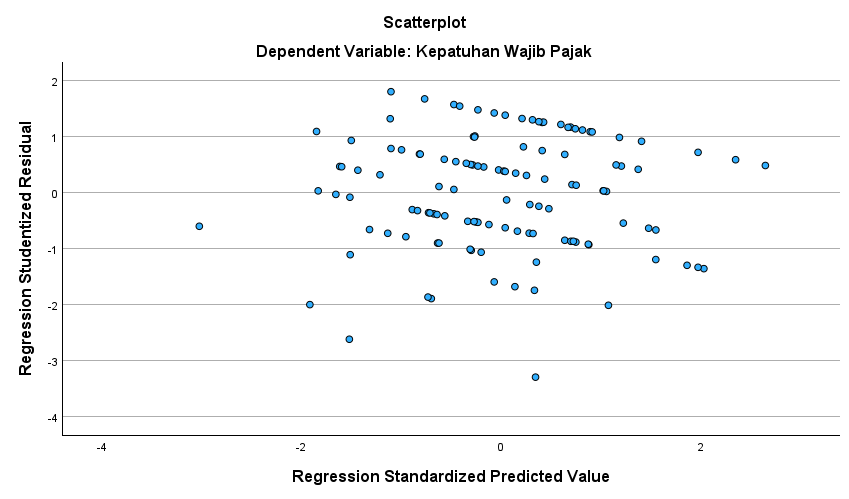 Scatterplot
Dependent Variable: Kepatuhan Wajib Pajak
Regression Studentized Residual
2
1
0
-1
-2
-3
-4
-4
-2
0
2
Regression Standardized Predicted Value